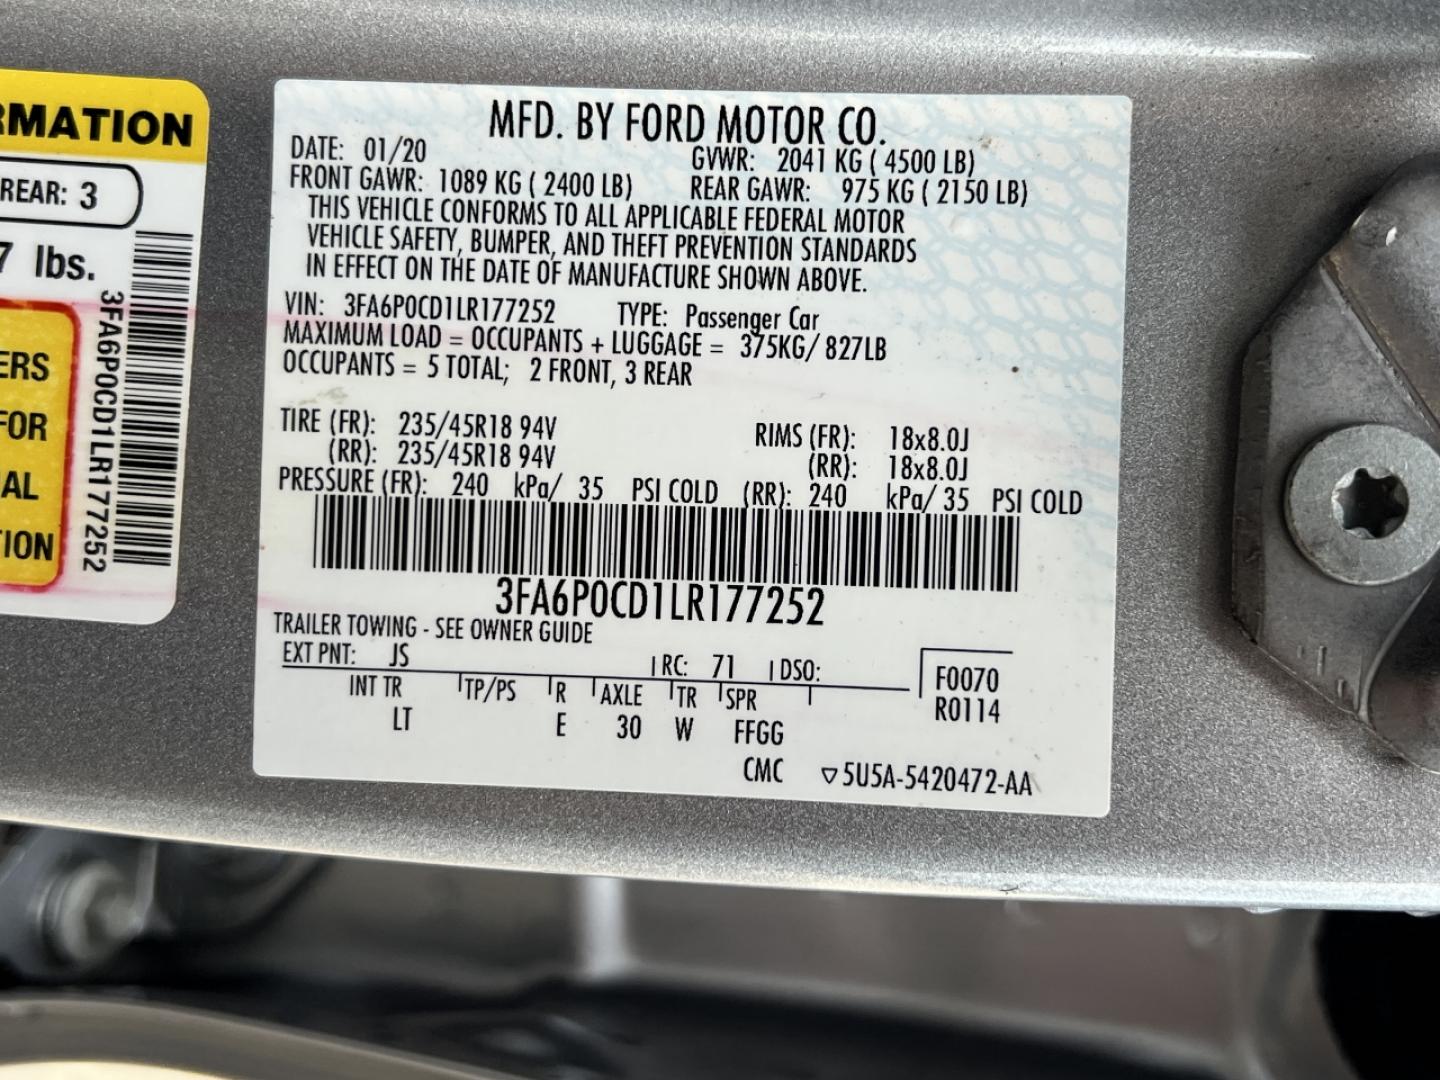 RMATION
REAR: 3
7 lbs.
ERS
FOR
AL
ION
3FA6P0CD1LR177252
MFD. BY FORD MOTOR CO.
DATE: 01/20 GVWR: 2041 KG ( 4500 LB)
FRONT GAWR: 1089 KG ( 2400 LB) REAR GAWR: 975 KG ( 2150 LB)
THIS VEHICLE CONFORMS TO ALL APPLICABLE FEDERAL MOTOR
VEHICLE SAFETY, BUMPER, AND THEFT PREVENTION STANDARDS
IN EFFECT ON THE DATE OF MANUFACTURE SHOWN ABOVE.
VIN: 3FA6P0CD1LR177252 TYPE: Passenger Car
MAXIMUM LOAD = OCCUPANTS + LUGGAGE = 375KG/ 827LB
OCCUPANTS = 5 TOTAL; 2 FRONT, 3 REAR
TIRE (FR): 235/45R18 94V RIMS (FR): 18x8.0J
(RR): 235/45R18 94V (RR): 18x8.0J
PRESSURE (FR): 240 kPa/ 35 PSI COLD (RR): 240 kPa/ 35 PSI COLD
3FA6P0CD1LR177252
TRAILER TOWING - SEE OWNER GUIDE
EXT PNT: JS RC: 71 DSO: F0070
INT TR TP/PS R AXLE TR SPR R0114
LT E 30 W FFGG
CMC ▽5U5A-5420472-AA